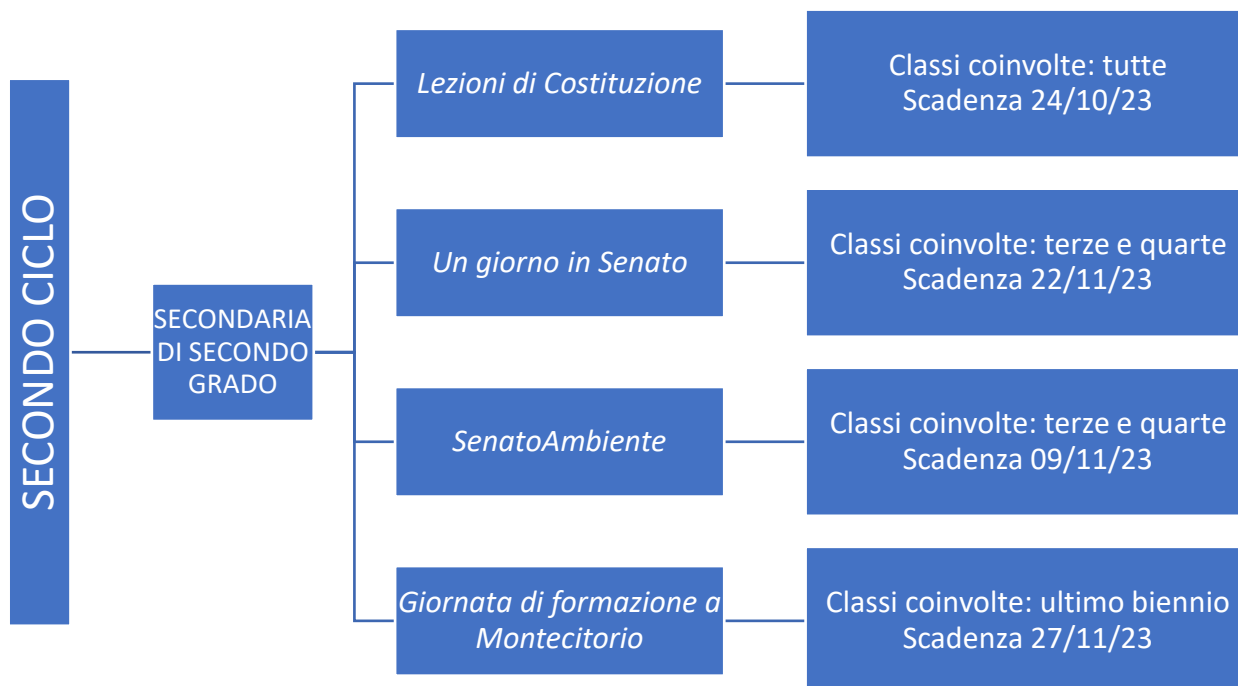 SECONDO CICLO
SECONDARIA
DI SECONDO
GRADO
Lezioni di Costituzione
Classi coinvolte: tutte
Scadenza 24/10/23
Un giorno in Senato
Classi coinvolte: terze e quarte
Scadenza 22/11/23
SenatoAmbiente
Classi coinvolte: terze e quarte
Scadenza 09/11/23
Giornata di formazione a
Montecitorio
Classi coinvolte: ultimo biennio
Scadenza 27/11/23